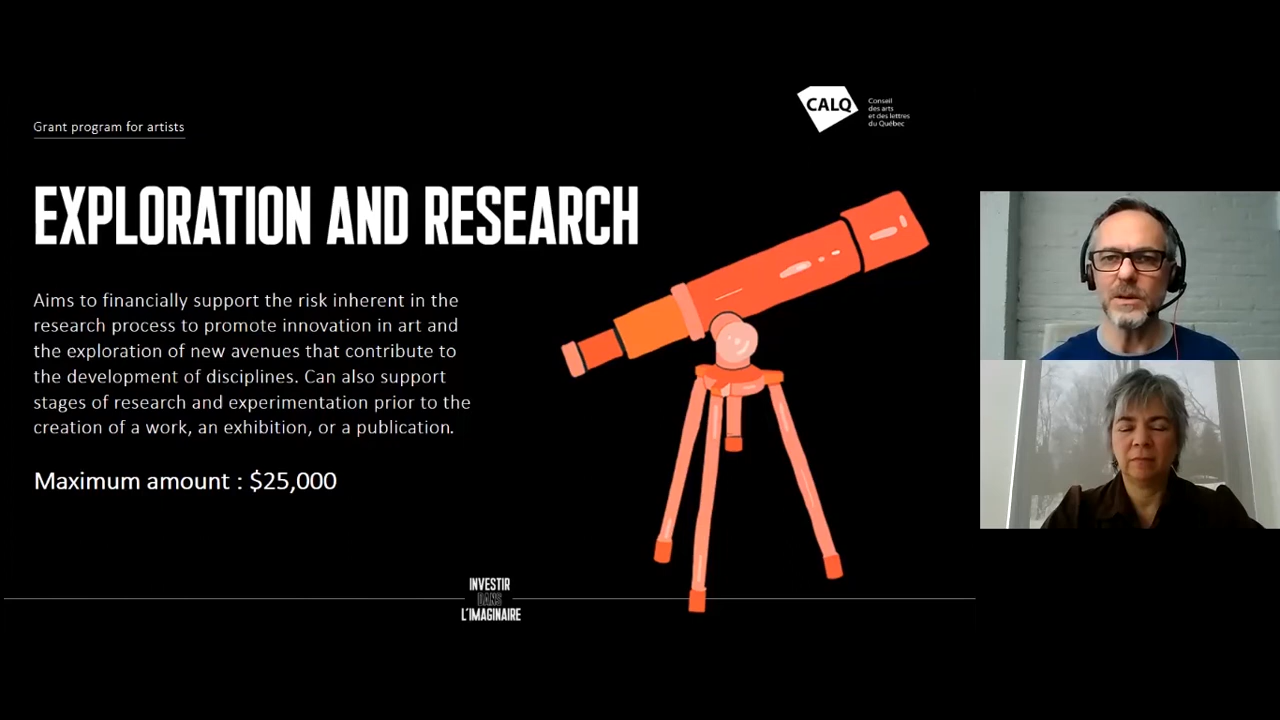 CALQ
Conseil
des arts
et des lettres
du Québec
Grant program for artists
EXPLORATION AND RESEARCH
Aims to financially support the risk inherent in the
research process to promote innovation in art and
the exploration of new avenues that contribute to
the development of disciplines. Can also support
stages of research and experimentation prior to the
creation of a work, an exhibition, or a publication.
Maximum amount : $25,000
INVESTIR
DANS
L'IMAGINAIRE